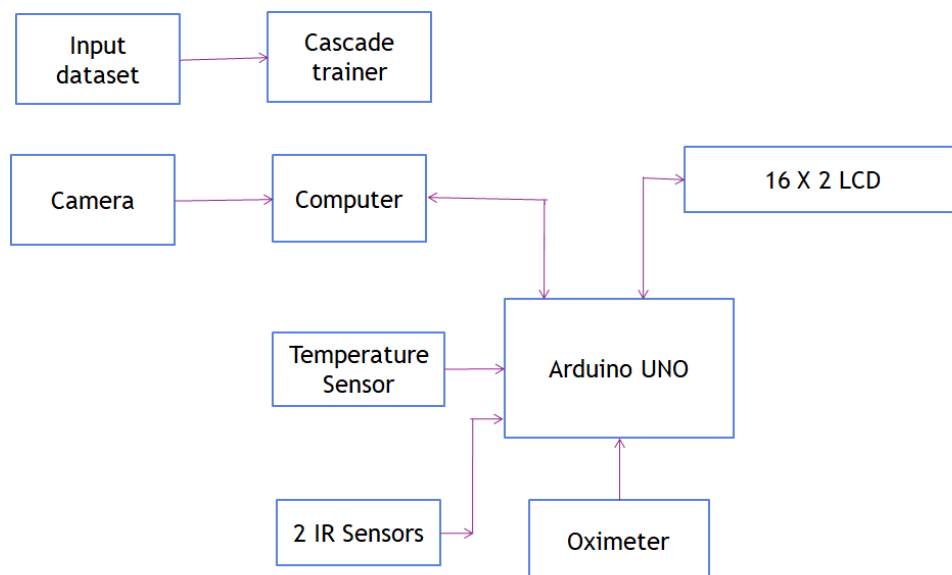 Input
dataset
Cascade
trainer
Camera
Computer
16 X 2 LCD
Temperature
Sensor
Arduino UNO
2 IR Sensors
Oximeter